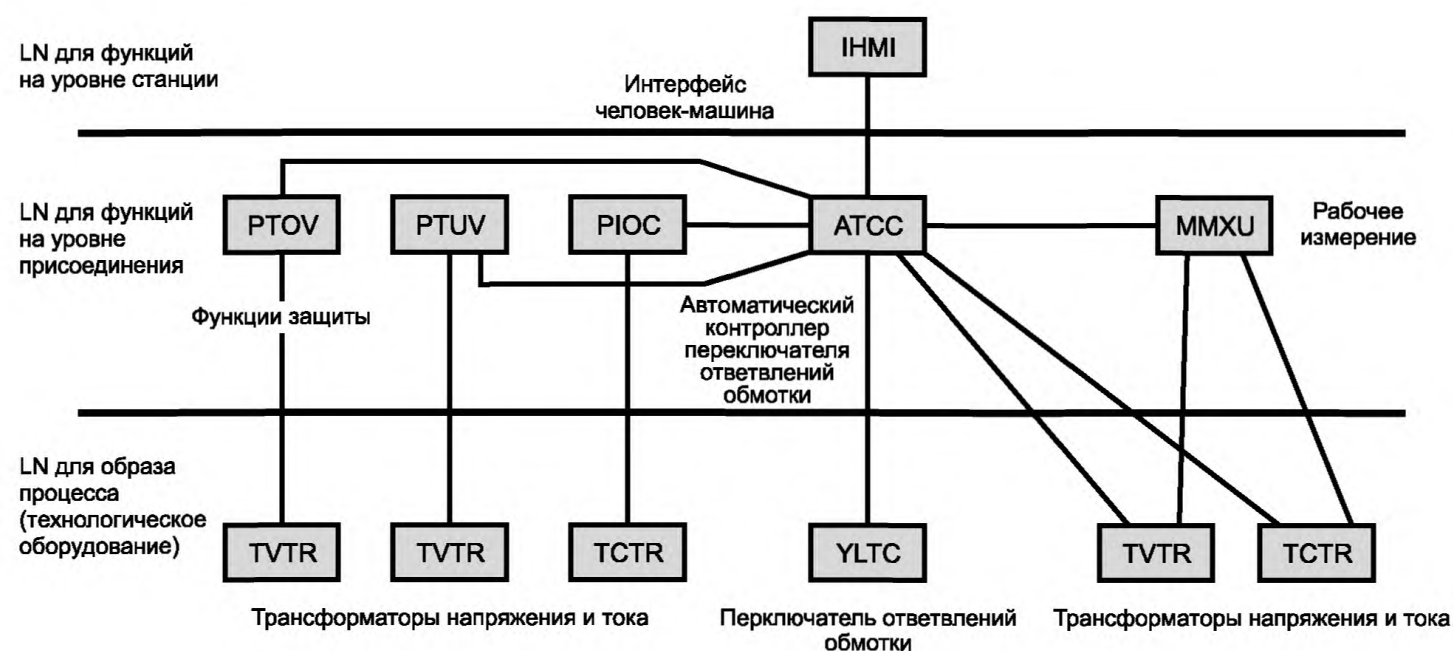 LN для функций
на уровне станции
IHMI
Интерфейс
человек-машина
LN для функций
на уровне
присоединения
PTOV
PTUV
PIOC
ATCC
MMXU
Рабочее
измерение
Функции защиты
Автоматический
контроллер
переключателя
ответвлений
обмотки
LN для образа
процесса
(технологическое
оборудование)
TVTR
TVTR
TCTR
YLTC
TVTR
TCTR
Трансформаторы напряжения и тока
Перключатель ответвлений
обмотки
Трансформаторы напряжения и тока